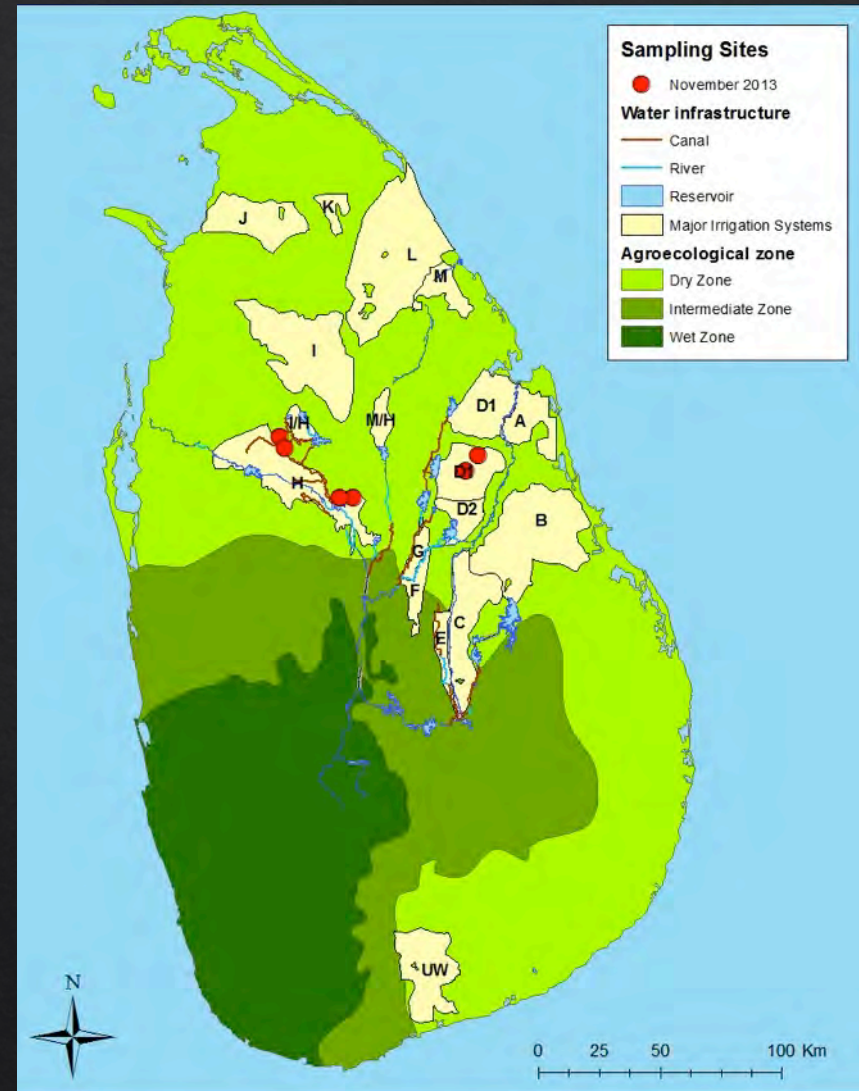 Sampling Sites
November 2013
Water infrastructure
Canal
River
Reservoir
Major Irrigation Systems
Agroecological zone
Dry Zone
Intermediate Zone
Wet Zone
J
K
L
M
I
I/H
M/H
D1
A
H
D1
D2
B
G
F
C
E
UW
N
0 25 50 100 Km